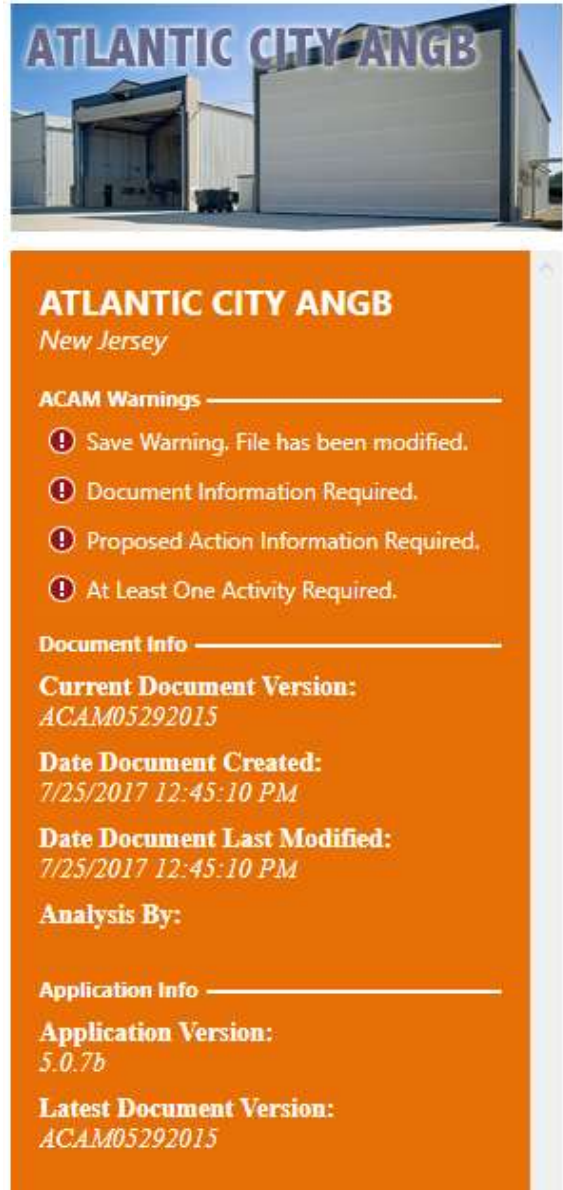 ATLANTIC CITY ANGB
ATLANTIC CITY ANGB
New Jersey
ACAM Warnings
Save Warning. File has been modified.
Document Information Required.
Proposed Action Information Required.
At Least One Activity Required.
Document Info
Current Document Version:
ACAM05292015
Date Document Created:
7/25/2017 12:45:10 PM
Date Document Last Modified:
7/25/2017 12:45:10 PM
Analysis By:
Application Info
Application Version:
5.0.7b
Latest Document Version:
ACAM05292015